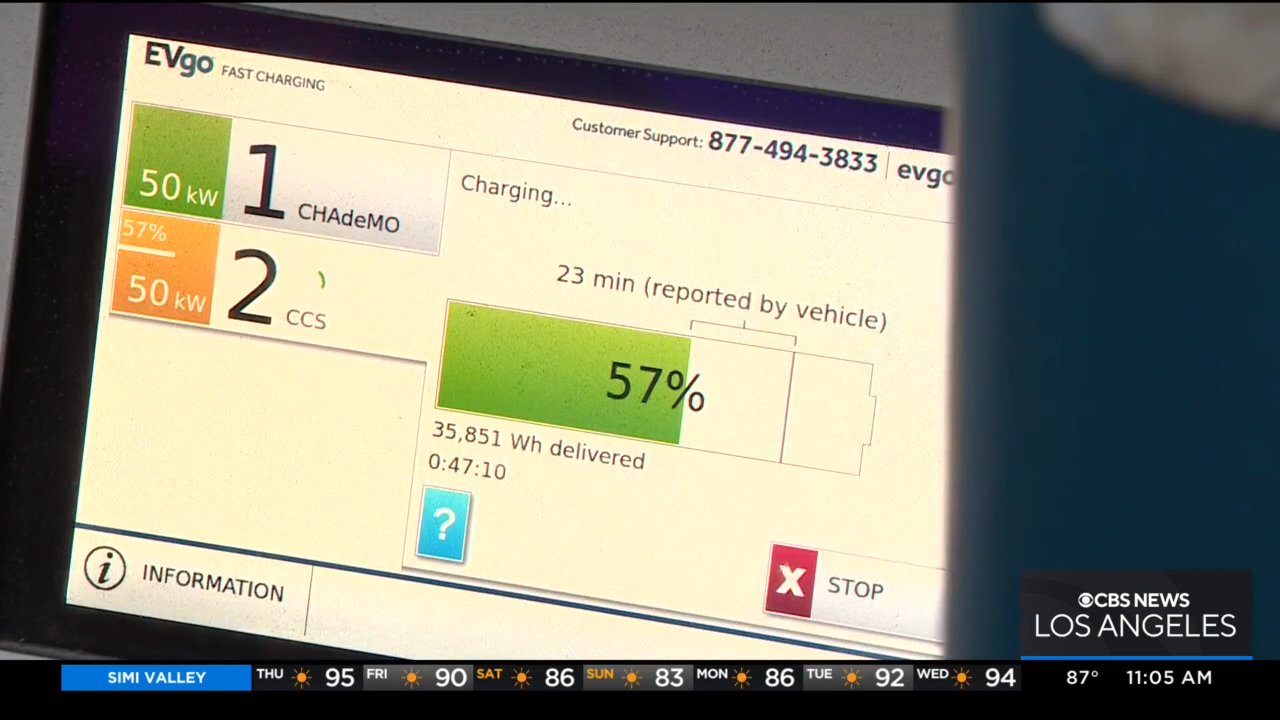 EVgo FAST CHARGING
Customer Support: 877-494-3833 | evgo
50 kW 1 CHAdeMO
57%
50 kW 2 CCS
Charging...
23 min (reported by vehicle)
57%
35,851 Wh delivered
0:47:10
?
X STOP
i INFORMATION
CBS NEWS
LOS ANGELES
SIMI VALLEY THU 95 FRI 90 SAT 86 SUN 83 MON 86 TUE 92 WED 94 87° 11:05 AM